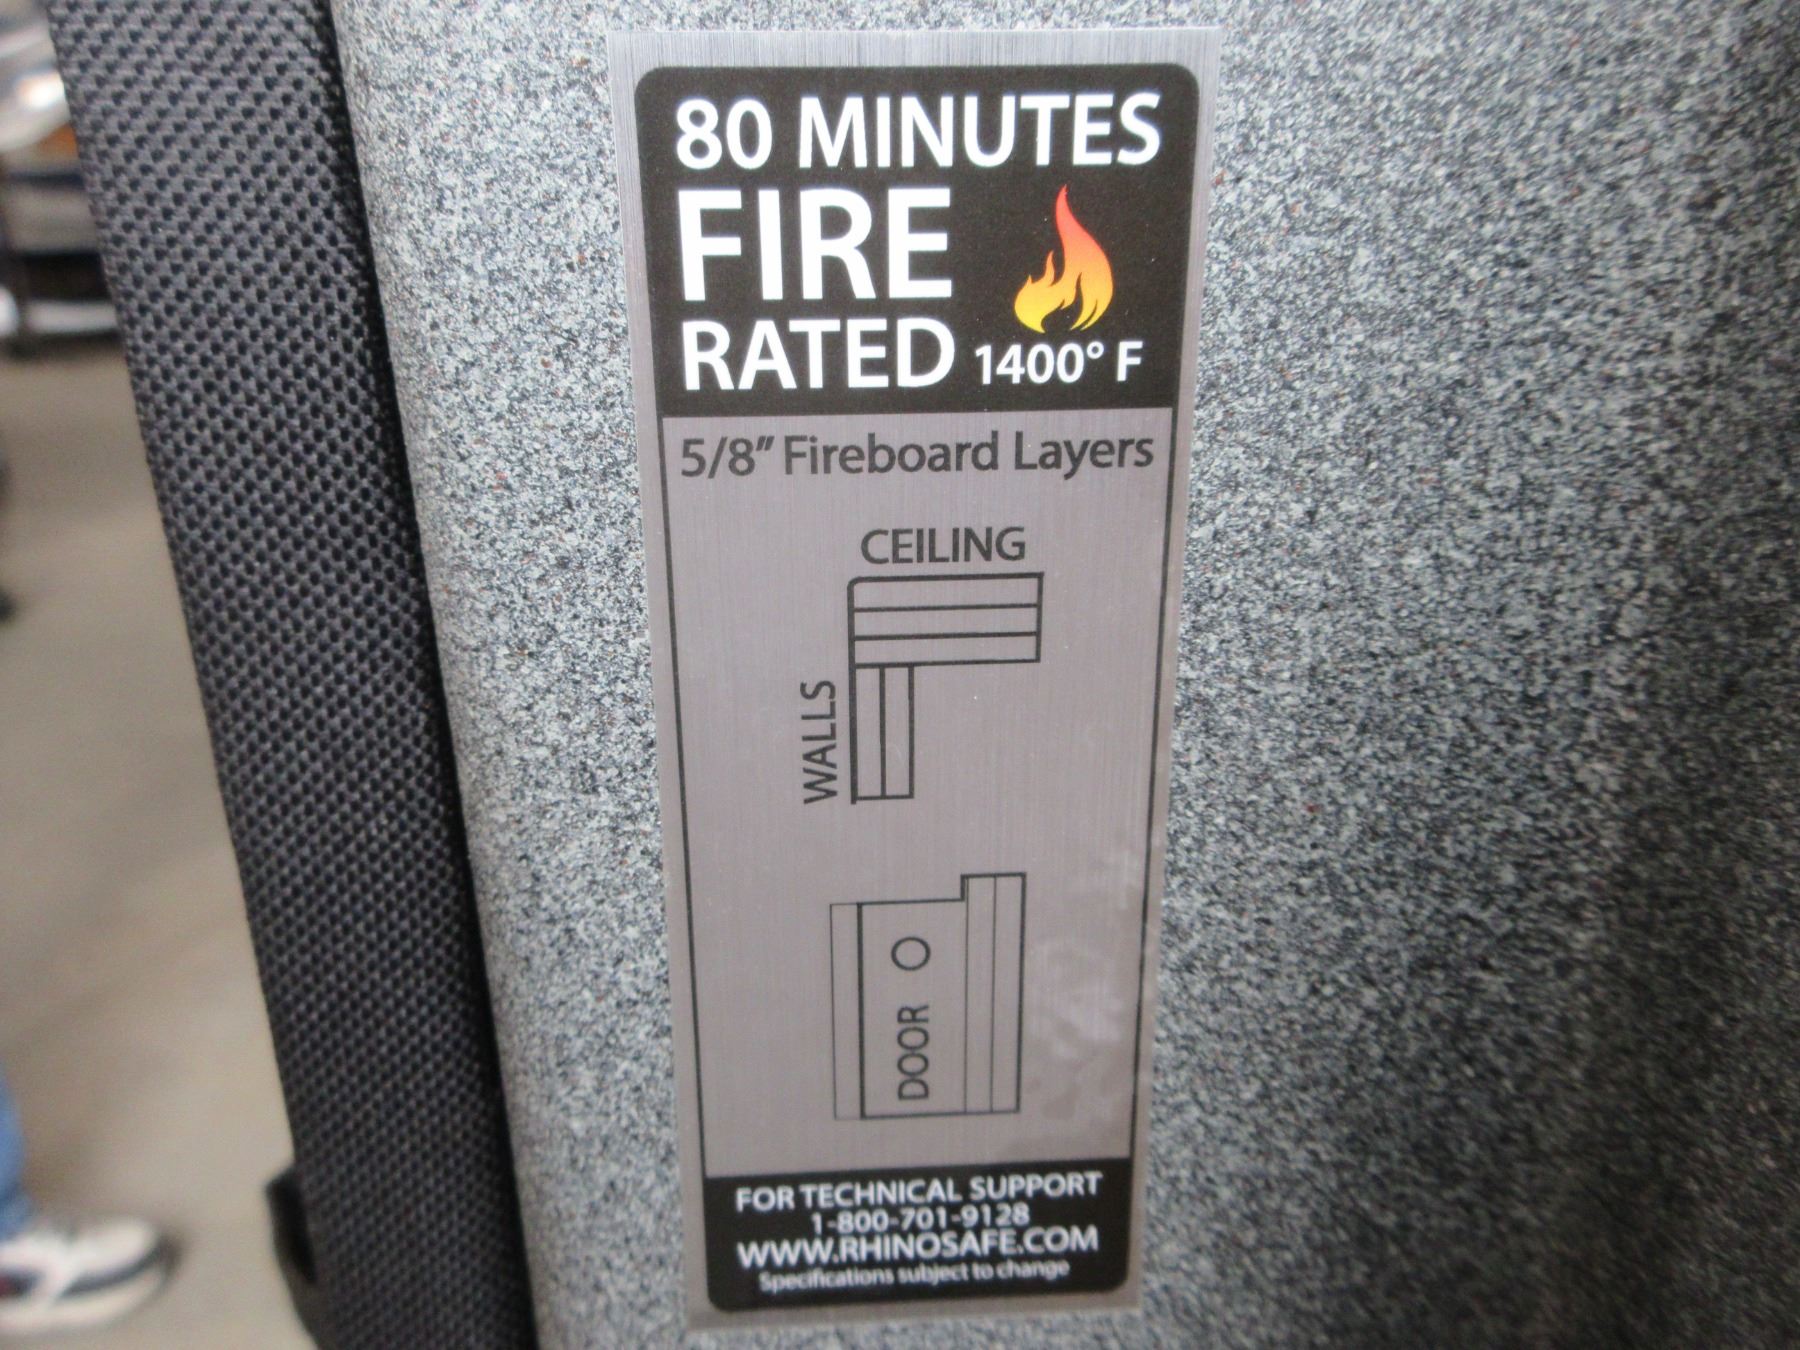 80 MINUTES
FIRE
RATED 1400° F
5/8" Fireboard Layers
CEILING
WALLS
DOOR
FOR TECHNICAL SUPPORT
1-800-701-9128
WWW.RHINOSAFE.COM
Specifications subject to change